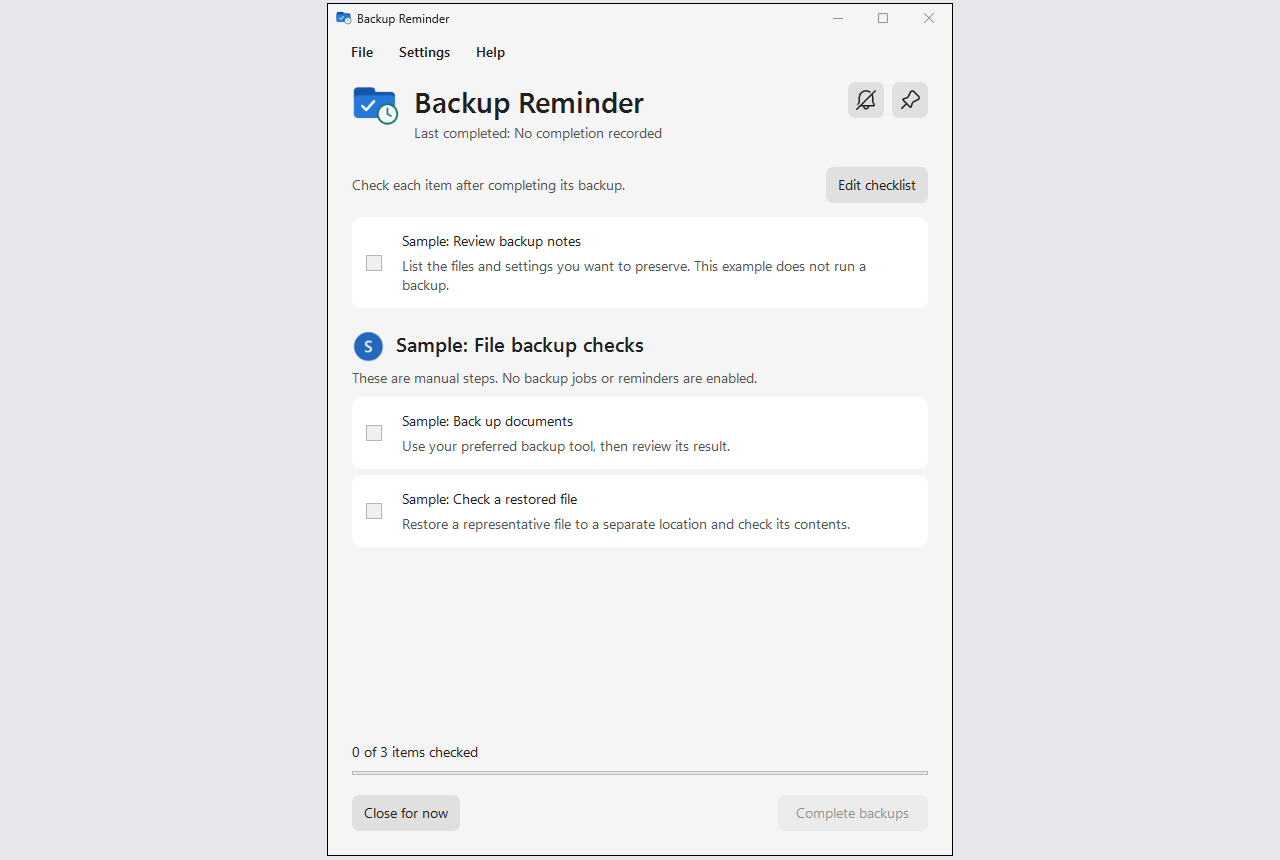 Backup Reminder
File Settings Help
Backup Reminder
Last completed: No completion recorded
Check each item after completing its backup.
Edit checklist
Sample: Review backup notes
List the files and settings you want to preserve. This example does not run a
backup.
S Sample: File backup checks
These are manual steps. No backup jobs or reminders are enabled.
Sample: Back up documents
Use your preferred backup tool, then review its result.
Sample: Check a restored file
Restore a representative file to a separate location and check its contents.
0 of 3 items checked
Close for now
Complete backups